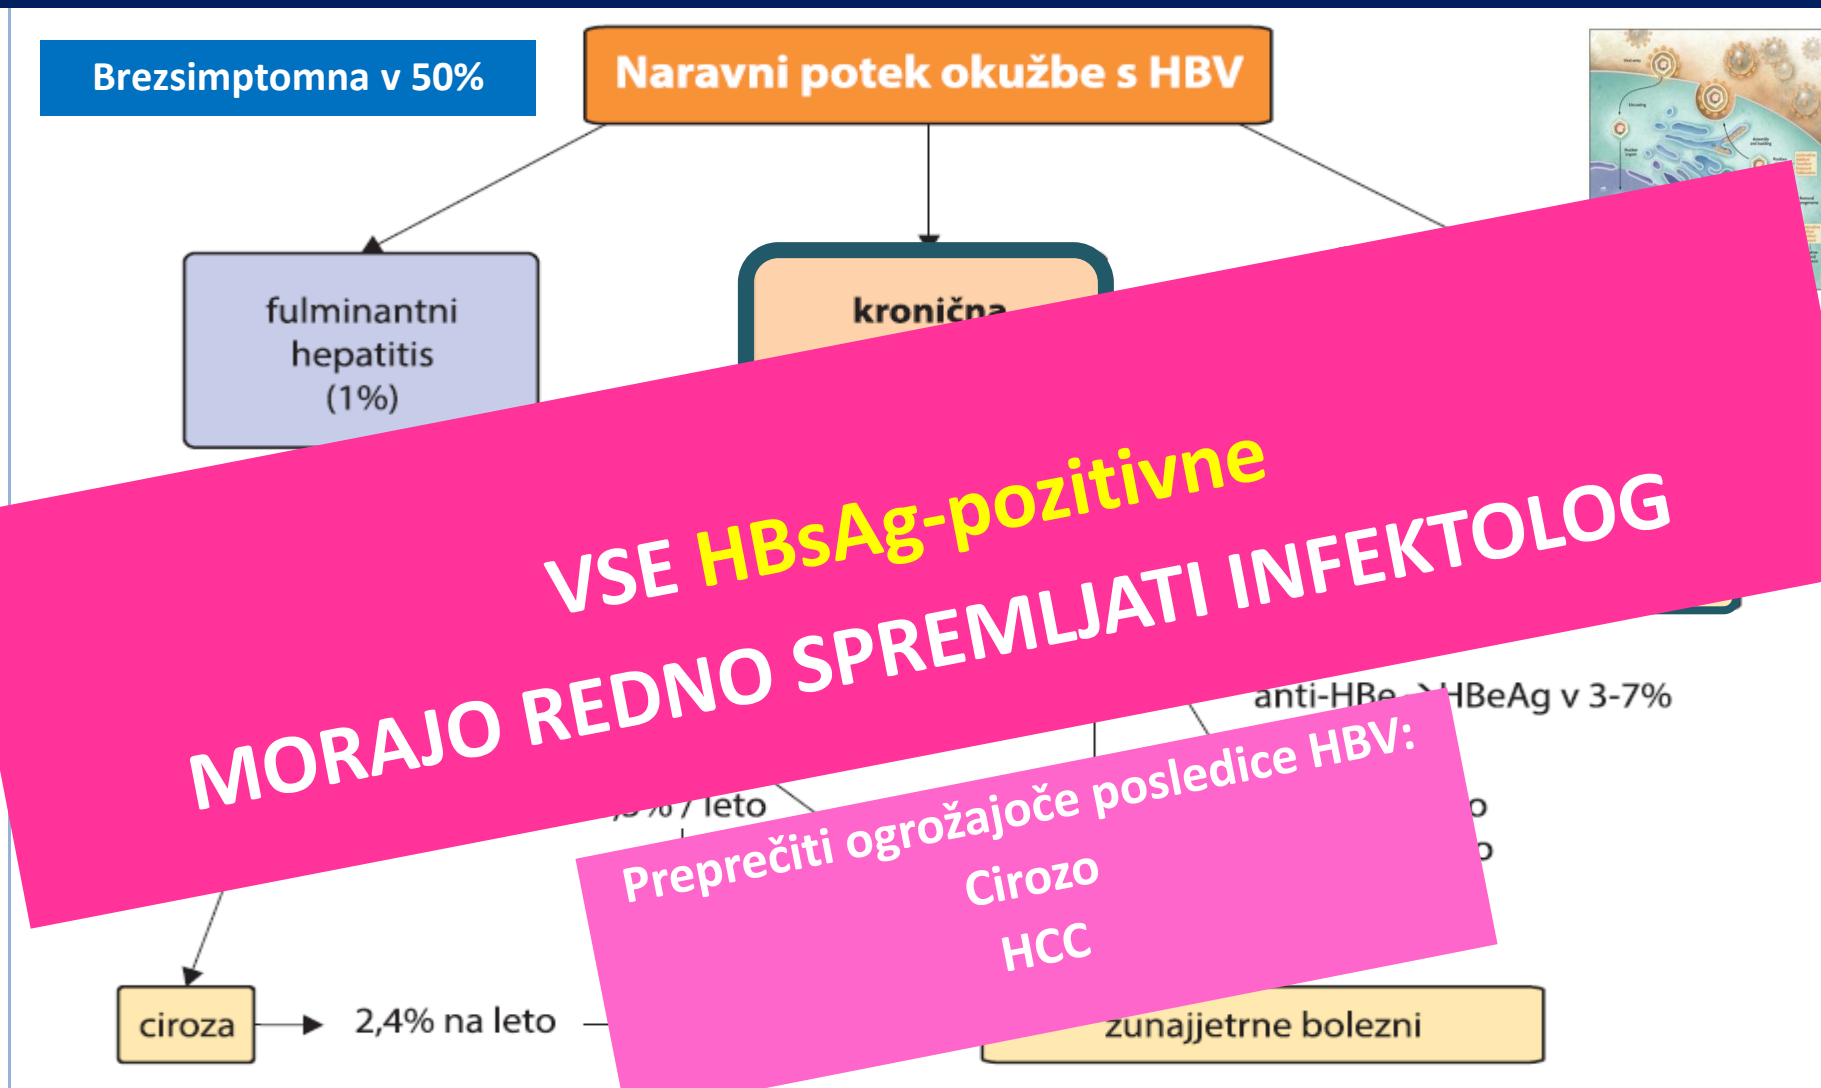 Brezsimptomna v 50%
Naravni potek okužbe s HBV
fulminantni
hepatitis
(1%)
kronična
VSE HBsAg-pozitivne
MORAJO REDNO SPREMLJATI INFEKTOLOG
anti-HBe → HBeAg v 3-7%
/ leto
Preprečiti ogrožajoče posledice HBV:
Cirozo
HCC
ciroza
2,4% na leto
zunajjetrne bolezni